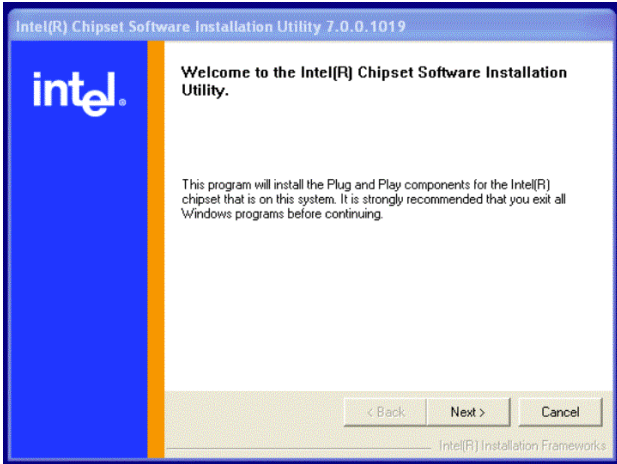 Intel(R) Chipset Software Installation Utility 7.0.0.1019
intel.
Welcome to the Intel(R) Chipset Software Installation
Utility.
This program will install the Plug and Play components for the Intel(R)
chipset that is on this system. It is strongly recommended that you exit all
Windows programs before continuing.
< Back
Next >
Cancel
Intel(R) Installation Frameworks